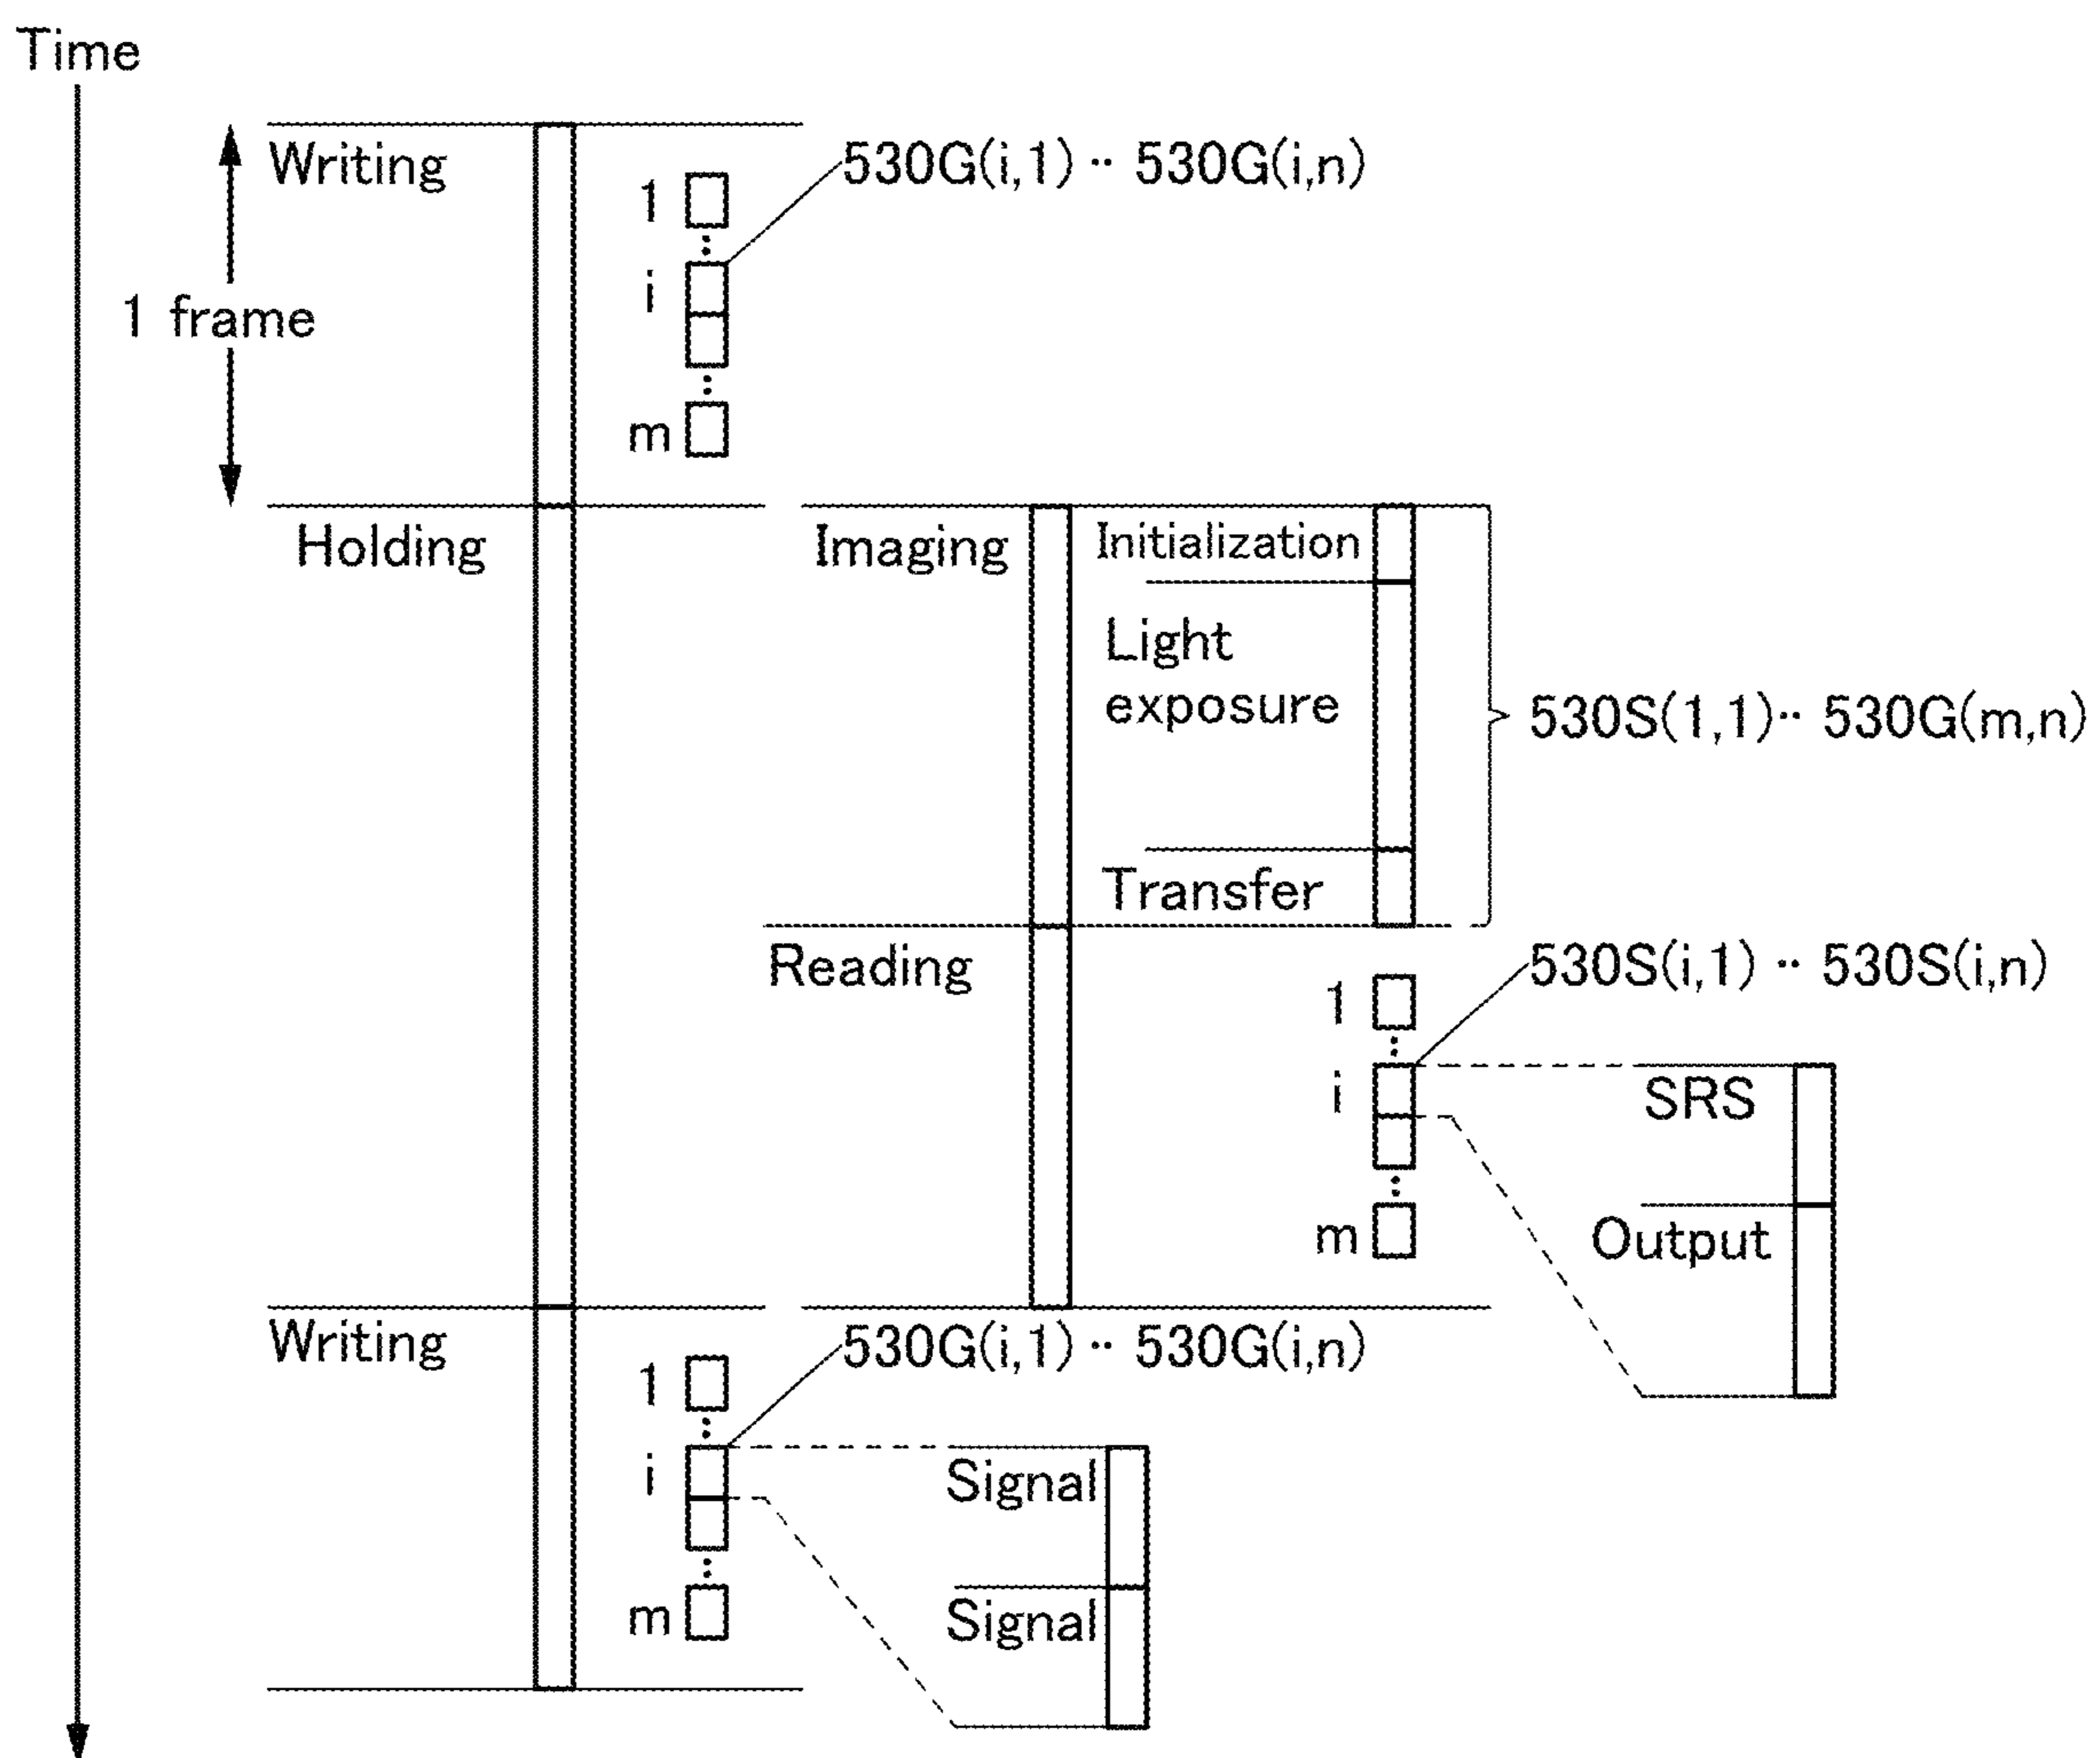 Time
Writing
530G(i,1) ·· 530G(i,n)
1
i
1 frame
m
Holding
Imaging
Initialization
Light
exposure
530S(1,1)·· 530G(m,n)
Transfer
Reading
530S(i,1) ·· 530S(i,n)
1
i
SRS
m
Output
Writing
530G(i,1) ·· 530G(i,n)
1
i
Signal
m
Signal